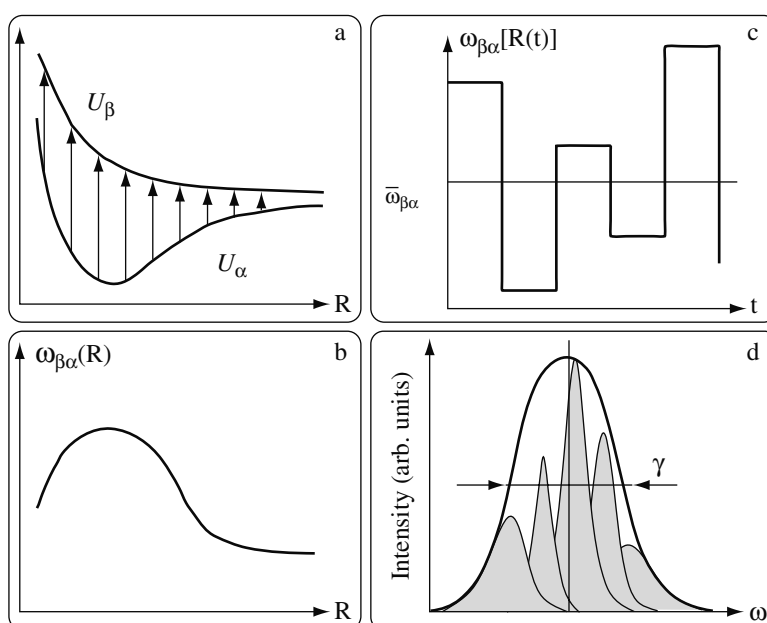 a
U_β
U_α
R
c
ω_βα[R(t)]
ω̅_βα
t
b
ω_βα(R)
R
d
Intensity (arb. units)
γ
ω